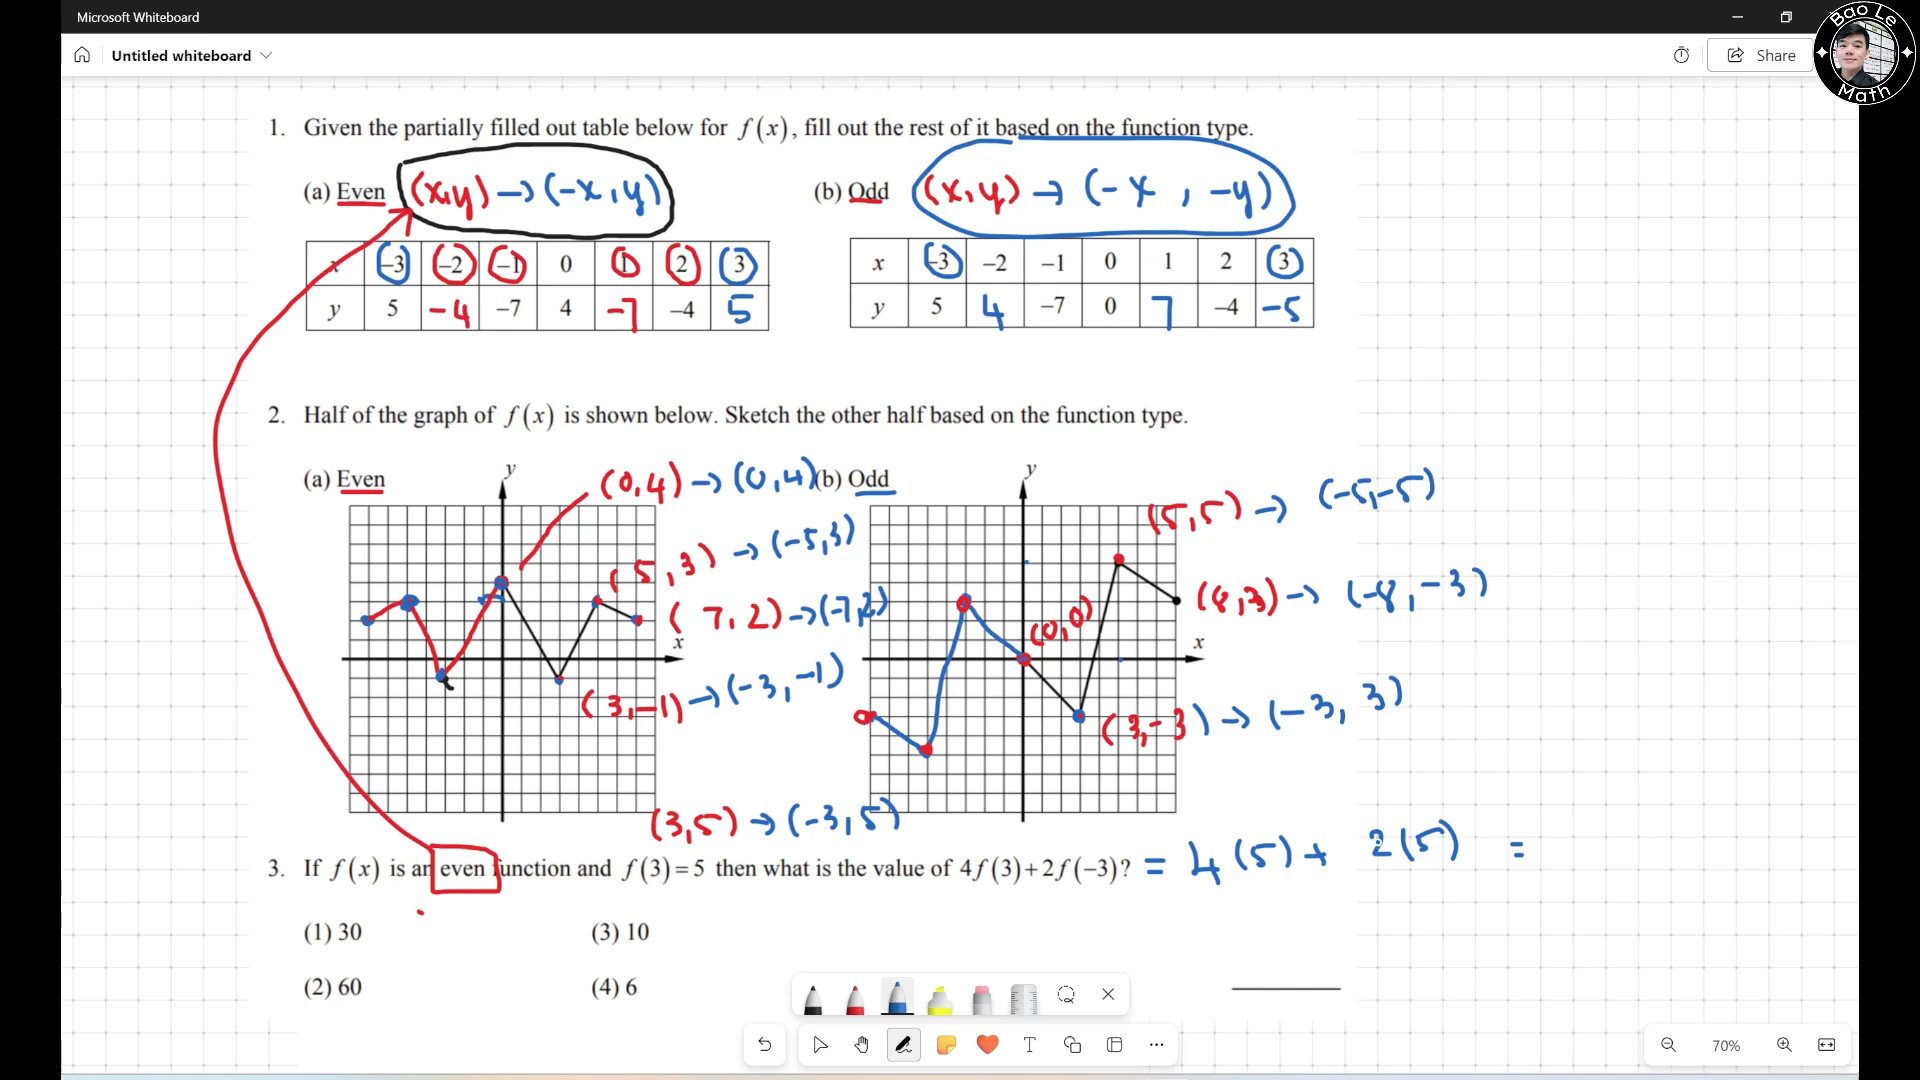 Microsoft Whiteboard
Untitled whiteboard
Share
Bao Le
Math
1. Given the partially filled out table below for f(x), fill out the rest of it based on the function type.
(a) Even (x,y) → (-x, y)
(b) Odd (x,y) → (-x, -y)
x -3 -2 -1 0 1 2 3
y 5 -4 -7 4 -7 -4 5
x -3 -2 -1 0 1 2 3
y 5 4 -7 0 7 -4 -5
2. Half of the graph of f(x) is shown below. Sketch the other half based on the function type.
(a) Even
y
(0,4) → (0,4)
(5,3) → (-5,3)
(7,2) → (-7,2)
x
(3,-1) → (-3,-1)
(b) Odd
y
(5,5) → (-5,-5)
(8,3) → (-8,-3)
(0,0)
x
(3,-3) → (-3, 3)
(3,5) → (-3,5)
3. If f(x) is an even function and f(3)=5 then what is the value of 4f(3)+2f(-3)? = 4(5) + 2(5) =
(1) 30
(3) 10
(2) 60
(4) 6
70%